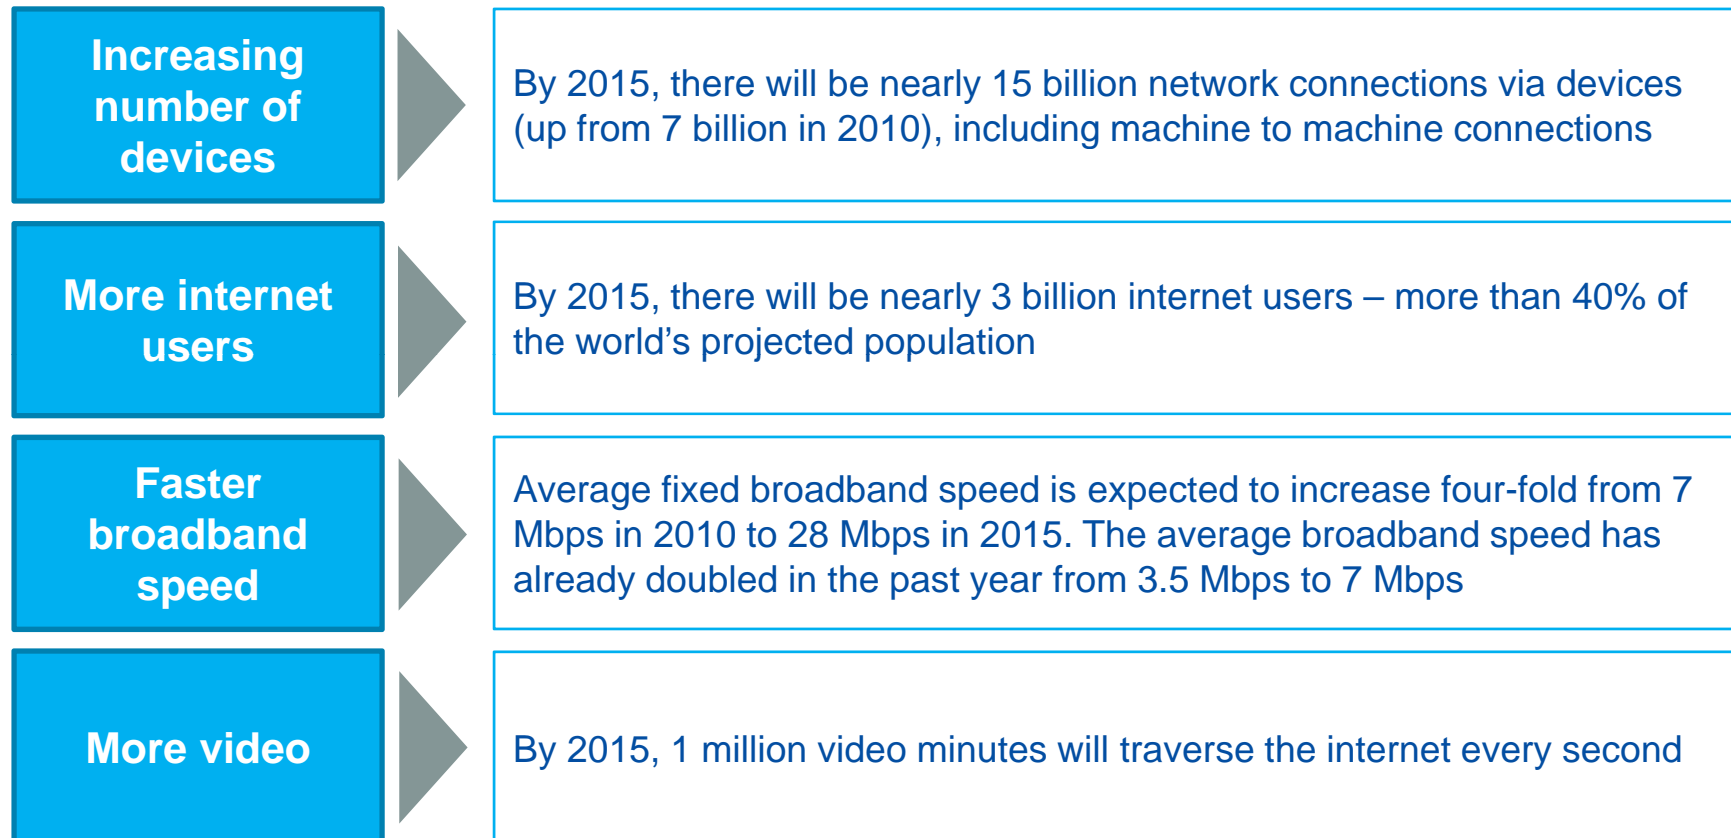 Increasing
number of
devices
By 2015, there will be nearly 15 billion network connections via devices
(up from 7 billion in 2010), including machine to machine connections
More internet
users
By 2015, there will be nearly 3 billion internet users – more than 40% of
the world’s projected population
Faster
broadband
speed
Average fixed broadband speed is expected to increase four-fold from 7
Mbps in 2010 to 28 Mbps in 2015. The average broadband speed has
already doubled in the past year from 3.5 Mbps to 7 Mbps
More video
By 2015, 1 million video minutes will traverse the internet every second